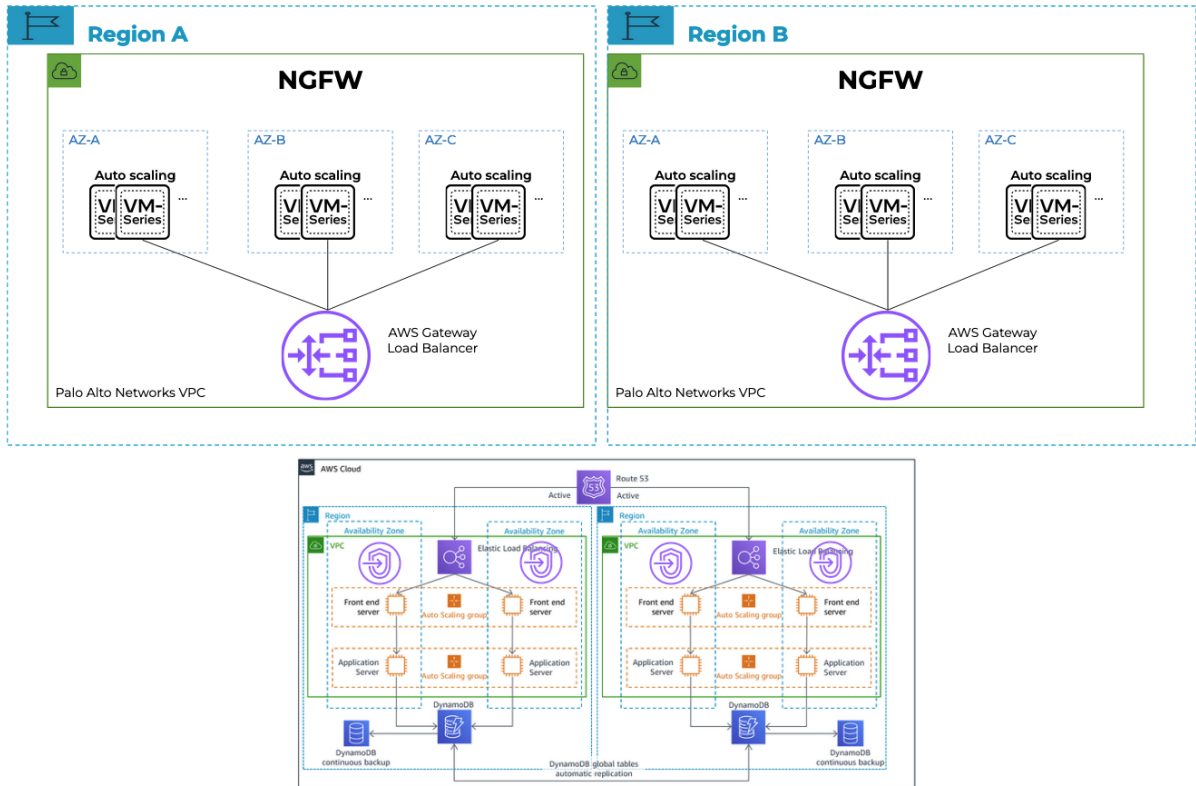 Region A
NGFW
AZ-A
AZ-B
AZ-C
Auto scaling
Auto scaling
Auto scaling
...
...
...
VM-
Series
VM-
Series
VM-
Series
AWS Gateway
Load Balancer
Palo Alto Networks VPC
Region B
NGFW
AZ-A
AZ-B
AZ-C
Auto scaling
Auto scaling
Auto scaling
...
...
...
VM-
Series
VM-
Series
VM-
Series
AWS Gateway
Load Balancer
Palo Alto Networks VPC
aws
AWS Cloud
Route 53
53
Active
Active
Region
Availability Zone
Availability Zone
VPC
Elastic Load Balancing
Front end
server
Auto Scaling group
Front end
server
Application
Server
Auto Scaling group
Application
Server
DynamoDB
DynamoDB
continuous backup
Region
Availability Zone
Availability Zone
VPC
Elastic Load Balancing
Front end
server
Auto Scaling group
Front end
server
Application
Server
Auto Scaling group
Application
Server
DynamoDB
DynamoDB
continuous backup
DynamoDB global tables
automatic replication